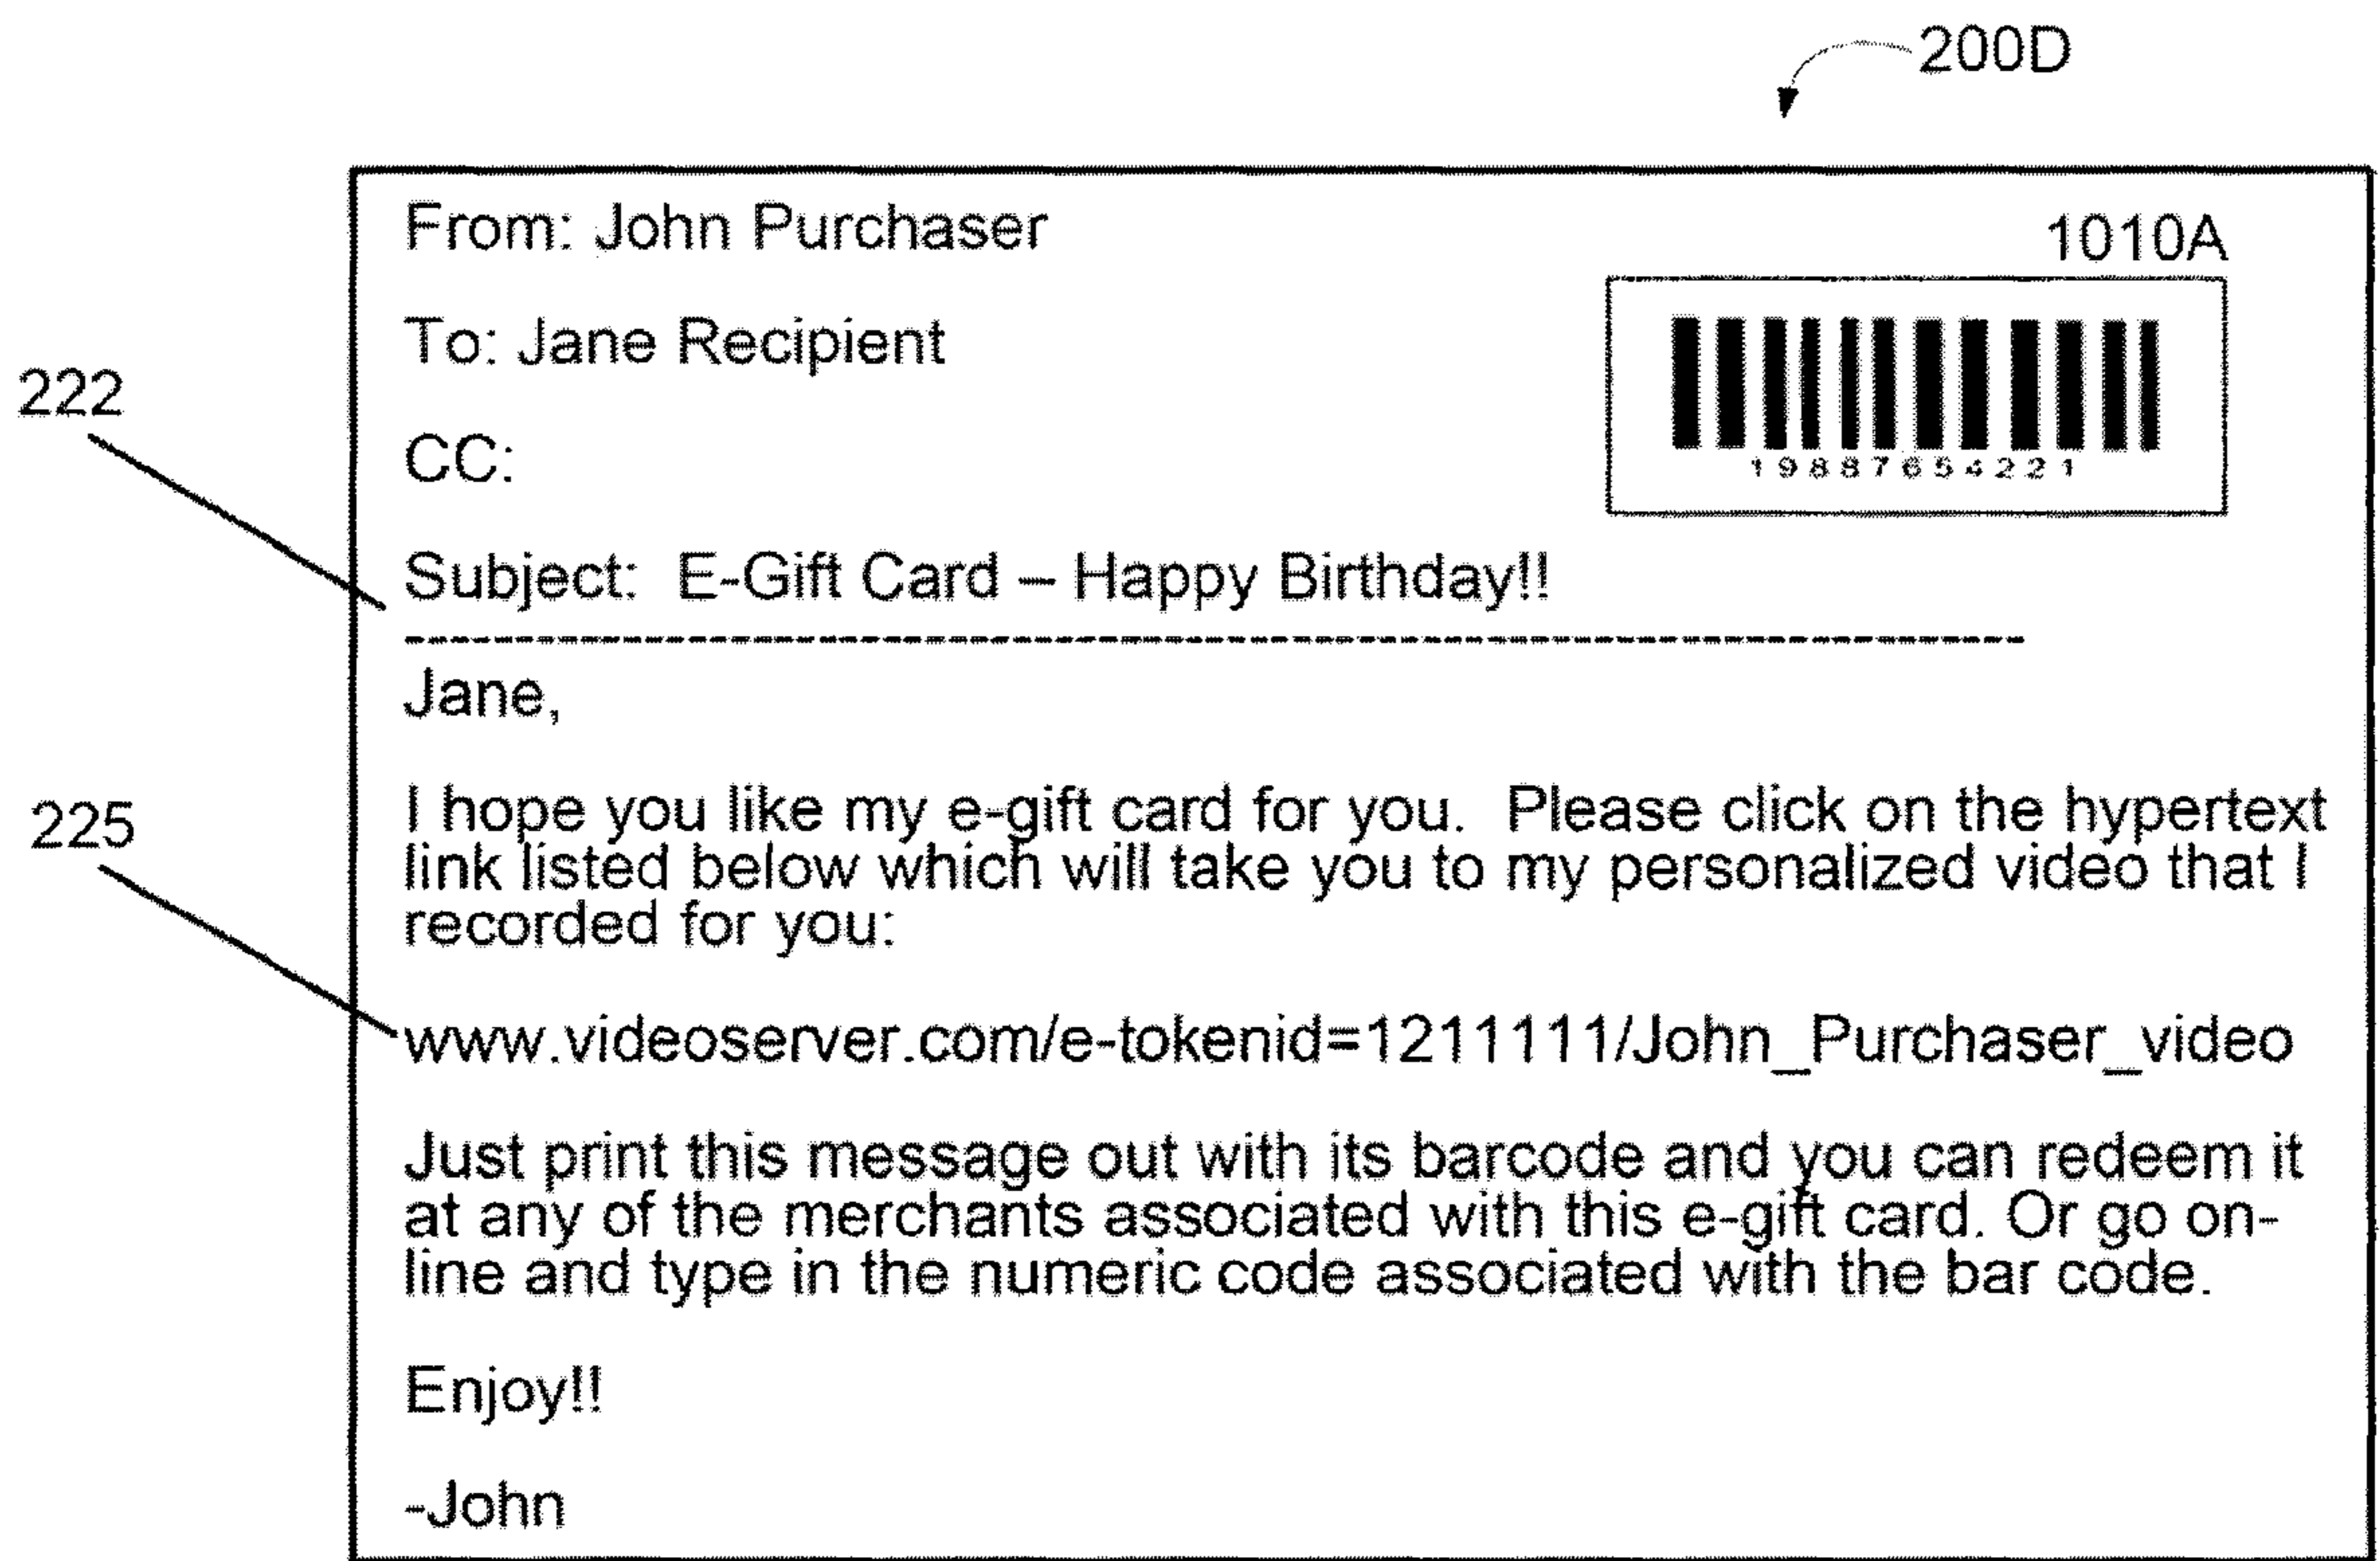 200D
From: John Purchaser
1010A
To: Jane Recipient
222
CC:
19887654221
Subject: E-Gift Card – Happy Birthday!!
Jane,
225
I hope you like my e-gift card for you. Please click on the hypertext
link listed below which will take you to my personalized video that I
recorded for you:
www.videoserver.com/e-tokenid=1211111/John_Purchaser_video
Just print this message out with its barcode and you can redeem it
at any of the merchants associated with this e-gift card. Or go on-
line and type in the numeric code associated with the bar code.
Enjoy!!
-John